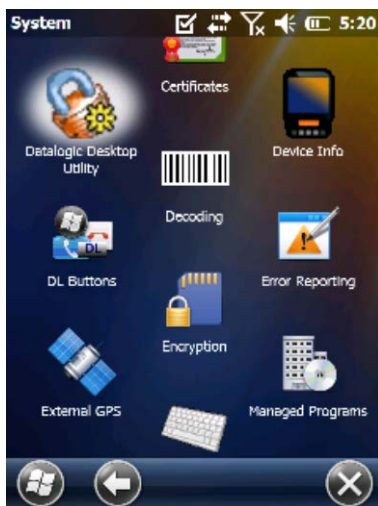 System 5:20
Certificates
Datalogic Desktop
Utility
Device Info
Decoding
DL
DL Buttons
Error Reporting
Encryption
External GPS
Managed Programs